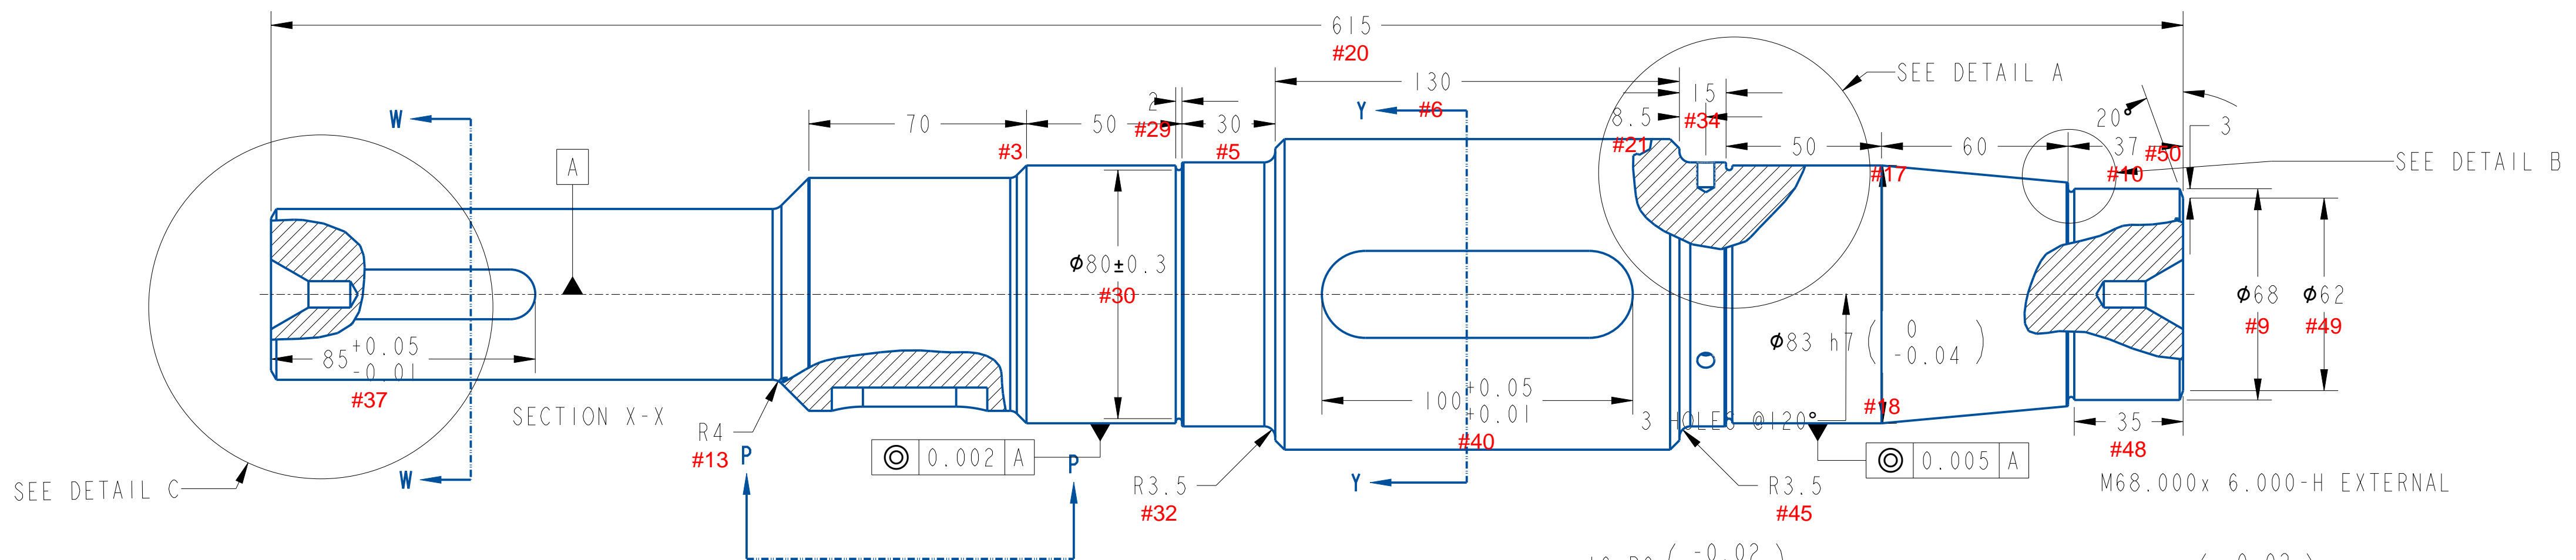 615
#20
SEE DETAIL A
130
#6
15
#34
2
#29
8.5
#21
W
Y
70
#3
50
30
#5
20°
3
50
#17
60
37
#10
#50
SEE DETAIL B
A
Φ80±0.3
#30
Φ68
#9
Φ62
#49
Φ83 h7 ( 0 -0.04 )
#18
85 +0.05 -0.01
#37
100 +0.05 +0.01
#40
3 HOLES @120°
SECTION X-X
R4
#13
P
P
◎ 0.002 A
◎ 0.005 A
35
#48
W
Y
SEE DETAIL C
R3.5
#32
R3.5
#45
M68.000x 6.000-H EXTERNAL
-0.02